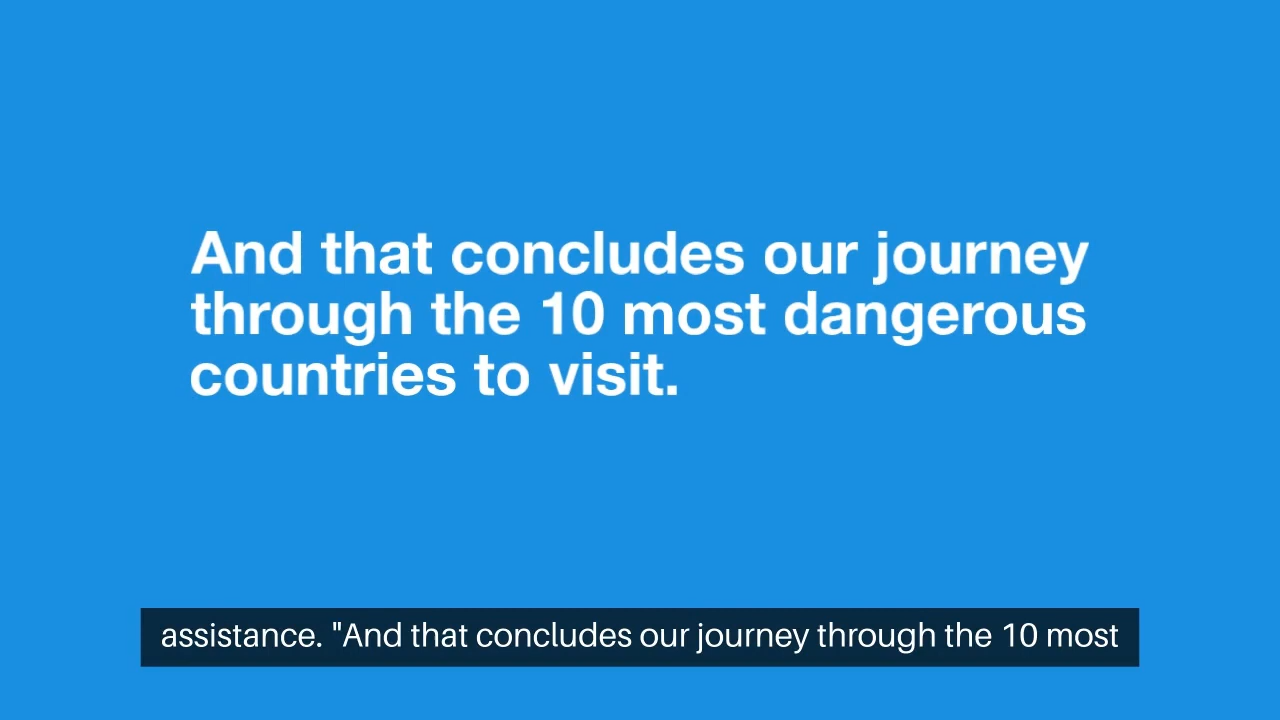 And that concludes our journey
through the 10 most dangerous
countries to visit.
assistance. "And that concludes our journey through the 10 most